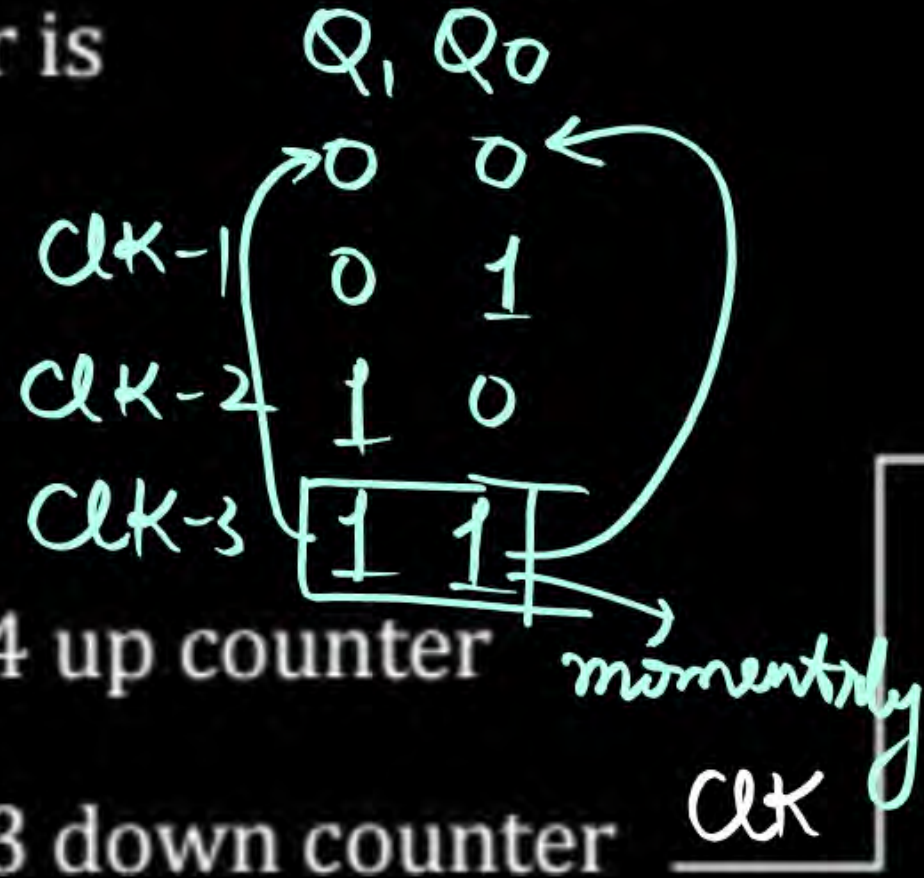 r is
Q₁ Q₀
0 0
CLK-1 0 1
CLK-2 1 0
CLK-3 1 1
4 up counter
momentrily
CLK
3 down counter